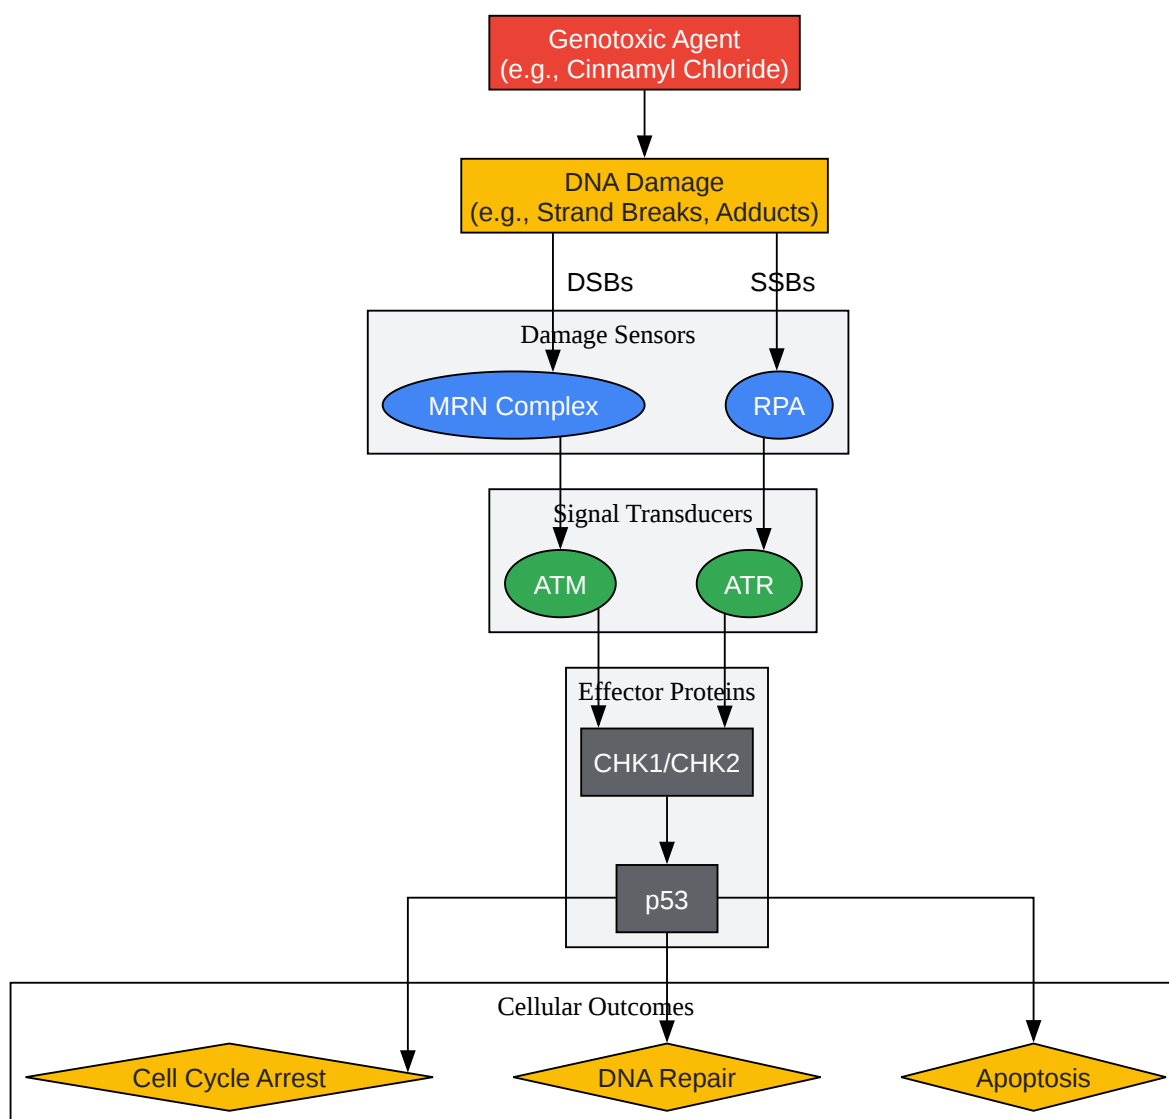 Genotoxic Agent
(e.g., Cinnamyl Chloride)
DNA Damage
(e.g., Strand Breaks, Adducts)
DSBs
SSBs
Damage Sensors
MRN Complex
RPA
Signal Transducers
ATM
ATR
Effector Proteins
CHK1/CHK2
p53
Cellular Outcomes
Cell Cycle Arrest
DNA Repair
Apoptosis